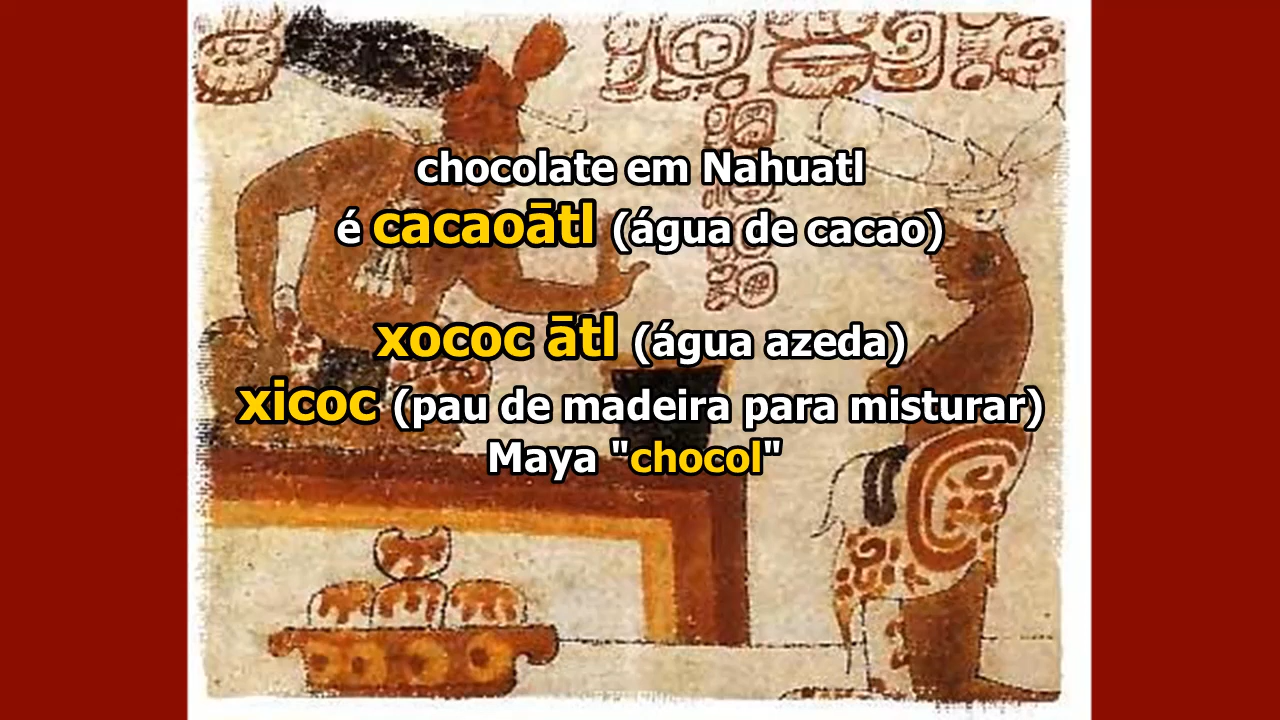 chocolate em Nahuatl
é cacaoātl (água de cacao)
xococ ātl (água azeda)
xicoc (pau de madeira para misturar)
Maya "chocol"